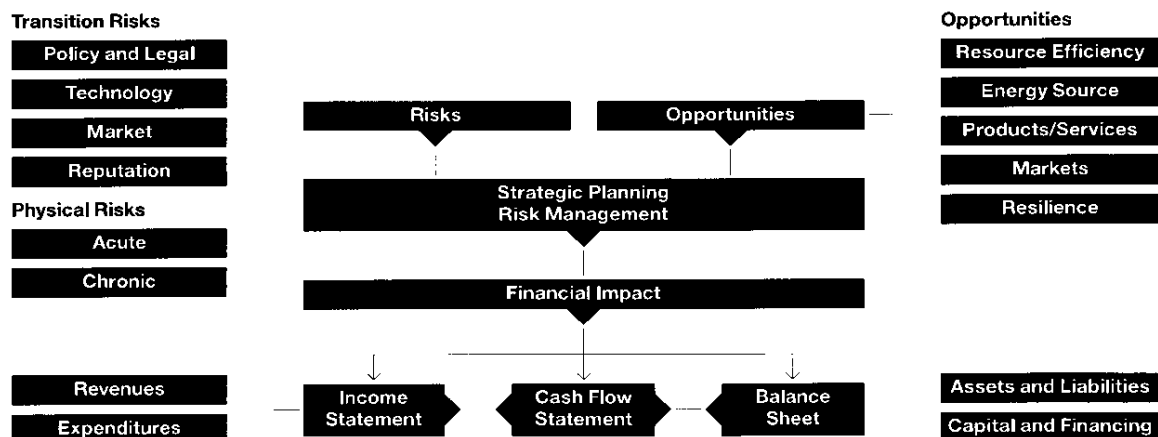 Transition Risks
Policy and Legal
Technology
Market
Reputation
Physical Risks
Acute
Chronic
Risks
Opportunities
Strategic Planning
Risk Management
Financial Impact
Opportunities
Resource Efficiency
Energy Source
Products/Services
Markets
Resilience
Revenues
Expenditures
Income
Statement
Cash Flow
Statement
Balance
Sheet
Assets and Liabilities
Capital and Financing